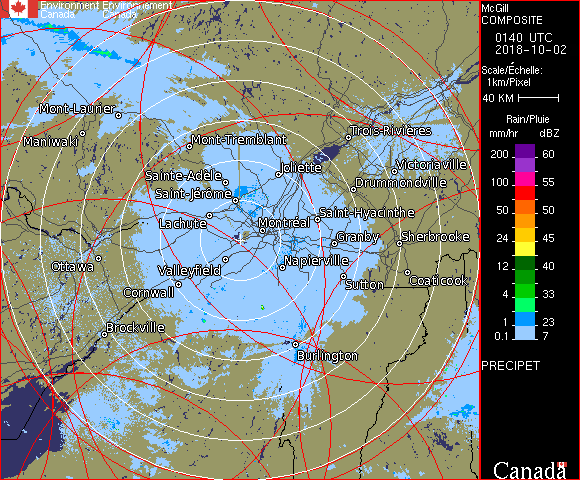 Environment Environnement
Canada Canada
McGill
COMPOSITE
0140 UTC
2018-10-02
Scale/Échelle:
1km/Pixel
40 KM
Rain/Pluie
mm/hr dBZ
200 60
100 55
50 50
24 45
12 40
4 33
1 23
0.1 7
PRECIPET
Canada
Mont-Laurier
Maniwaki
Mont-Tremblant
Trois-Rivières
Joliette
Victoriaville
Sainte-Adèle
Drummondville
Saint-Jérôme
Saint-Hyacinthe
Lachute
Montréal
Granby
Sherbrooke
Ottawa
Valleyfield
Napierville
Cornwall
Sutton
Coaticook
Brockville
Burlington